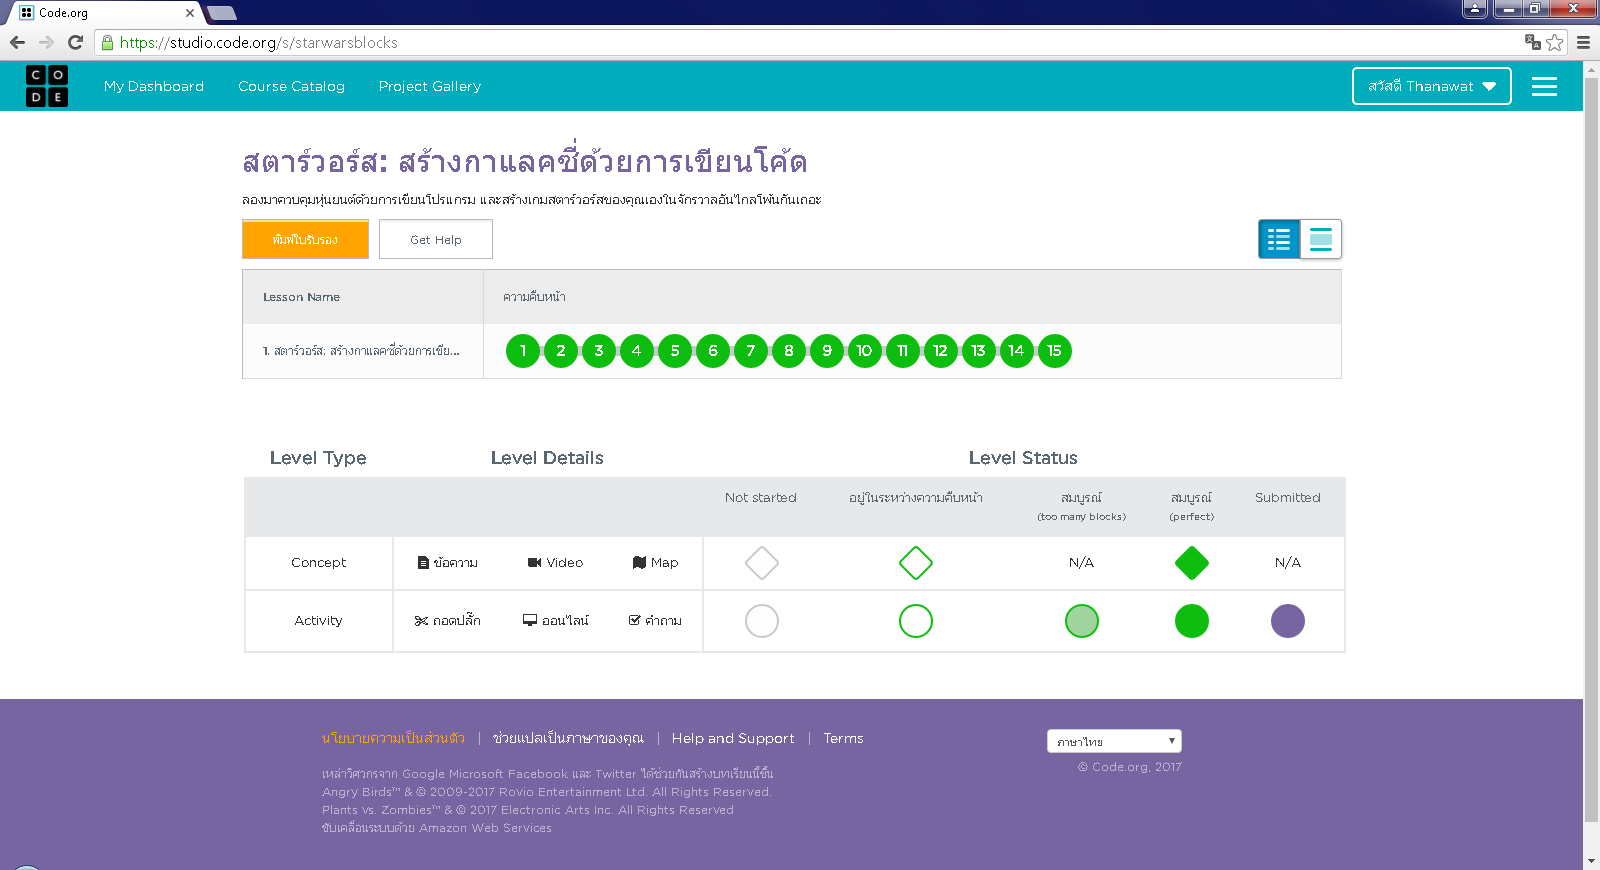 Code.org
https://studio.code.org/s/starwarsblocks
CODE
My Dashboard Course Catalog Project Gallery สวัสดี Thanawat
สตาร์วอร์ส: สร้างกาแลคซี่ด้วยการเขียนโค้ด
ลองมาควบคุมหุ่นยนต์ด้วยการเขียนโปรแกรม และสร้างเกมสตาร์วอร์สของคุณเองในจักรวาลอันไกลโพ้นกันเถอะ
พิมพ์ใบรับรอง Get Help
Lesson Name ความคืบหน้า
1. สตาร์วอร์ส: สร้างกาแลคซี่ด้วยการเขีย... 1 2 3 4 5 6 7 8 9 10 11 12 13 14 15
Level Type Level Details Level Status
Not started อยู่ในระหว่างความคืบหน้า สมบูรณ์ สมบูรณ์ Submitted
(too many blocks) (perfect)
Concept ข้อความ Video Map N/A N/A
Activity ถอดปลั๊ก ออนไลน์ คำถาม
นโยบายความเป็นส่วนตัว | ช่วยแปลเป็นภาษาของคุณ | Help and Support | Terms ภาษาไทย
© Code.org, 2017
เหล่าวิศวกรจาก Google Microsoft Facebook และ Twitter ได้ช่วยกันสร้างบทเรียนนี้ขึ้น
Angry Birds™ & © 2009-2017 Rovio Entertainment Ltd. All Rights Reserved.
Plants vs. Zombies™ & © 2017 Electronic Arts Inc. All Rights Reserved
ขับเคลื่อนระบบด้วย Amazon Web Services